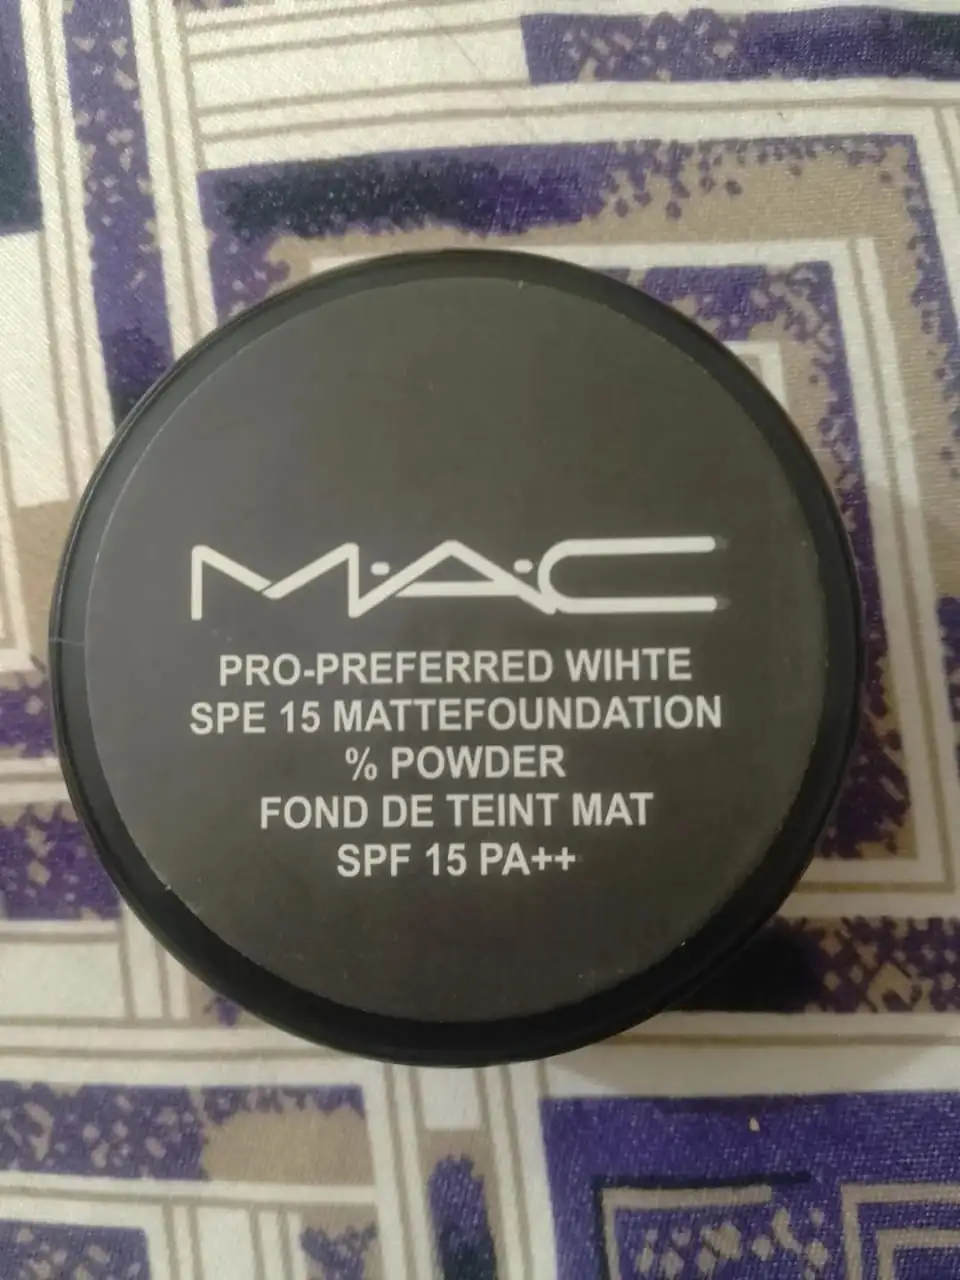 M·A·C
PRO-PREFERRED WIHTE
SPE 15 MATTEFOUNDATION
% POWDER
FOND DE TEINT MAT
SPF 15 PA++